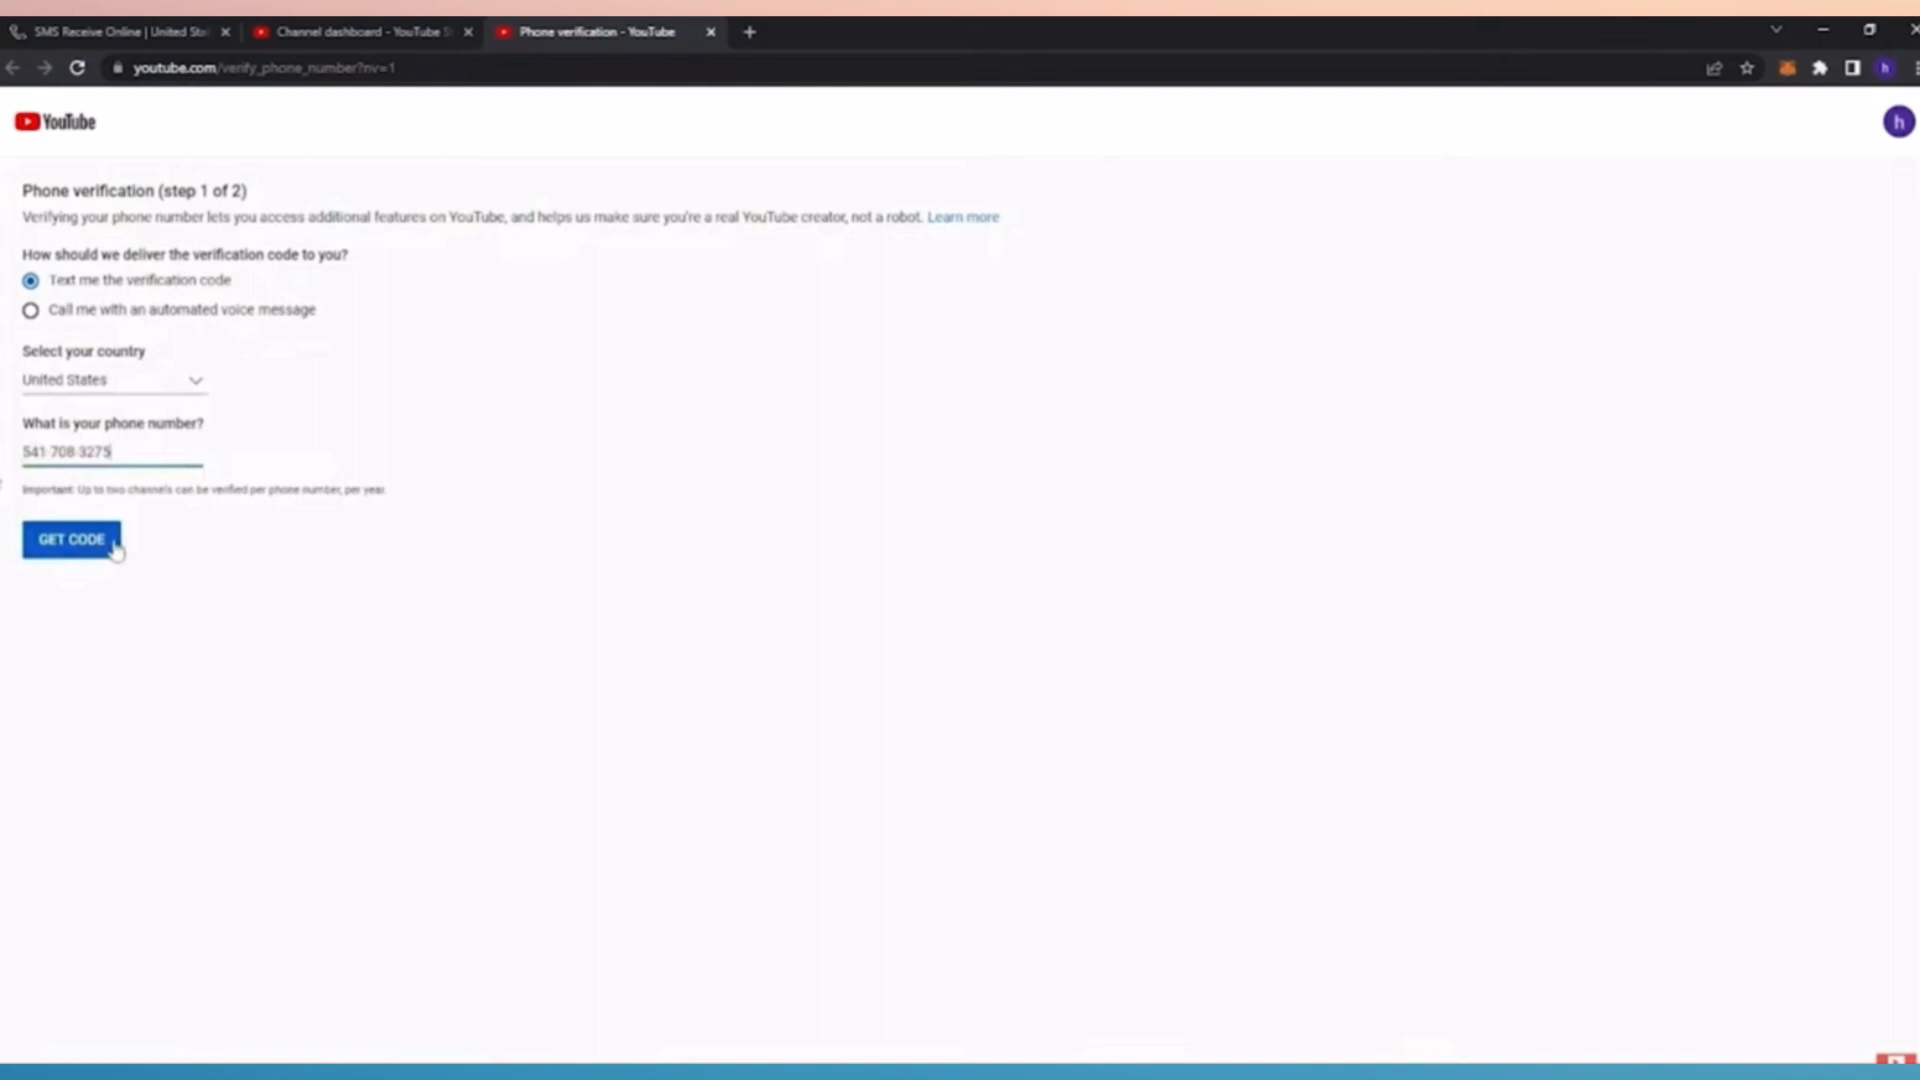 SMS Receive Online | United Sta
Channel dashboard - YouTube S
Phone verification - YouTube
youtube.com/verify_phone_number?nv=1
h
YouTube
h
Phone verification (step 1 of 2)
Verifying your phone number lets you access additional features on YouTube, and helps us make sure you're a real YouTube creator, not a robot. Learn more
How should we deliver the verification code to you?
Text me the verification code
Call me with an automated voice message
Select your country
United States
What is your phone number?
541-708-3275
Important: Up to two channels can be verified per phone number, per year.
GET CODE